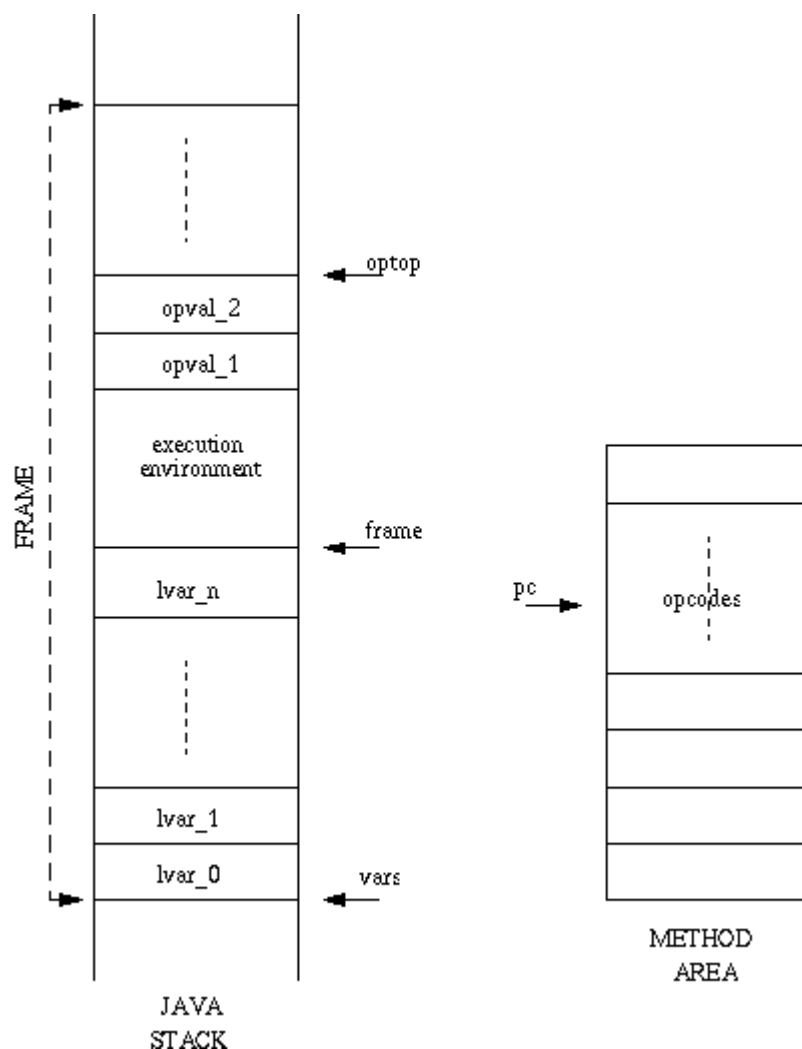 optop
opval_2
opval_1
execution
environment
FRAME
frame
lvar_n
pc
opcodes
lvar_1
lvar_0
vars
METHOD
AREA
JAVA
STACK